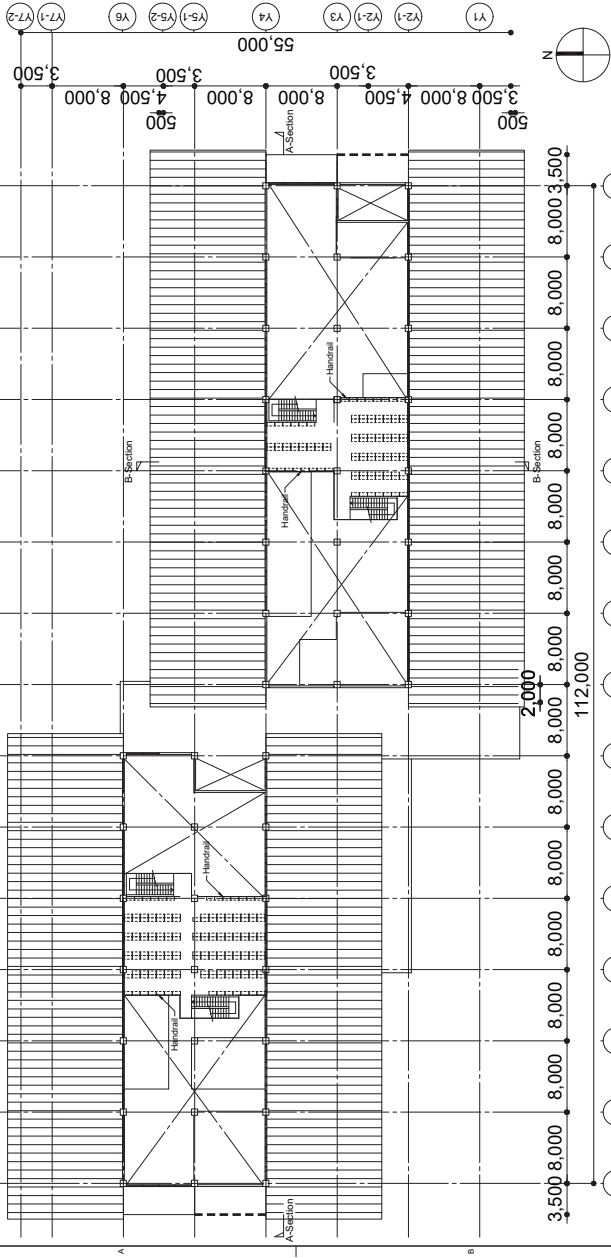 Y7-2 Y7-1 Y6 Y5-2 Y5-1 Y4 Y3 Y2-1 Y2-1 Y1
55,000
3,500 3,500 3,500
8,000 4,500 8,000 8,000 4,500 8,000 3,500
500 500
N
A-Section
B-Section
Handrail
Handrail
B-Section
Handrail
Handrail
A-Section
A
B
2,000
3,500 8,000 8,000 8,000 8,000 8,000 8,000 8,000 8,000 8,000 8,000 8,000 8,000 8,000 8,000 3,500
112,000